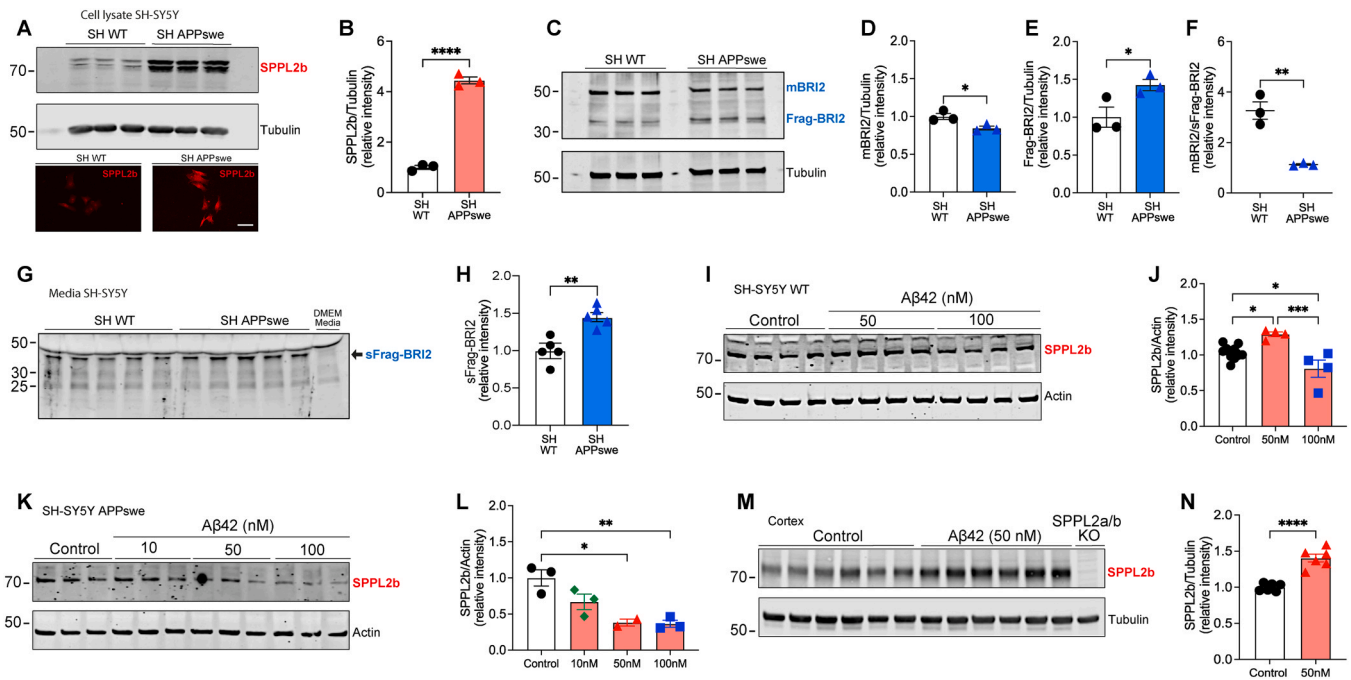 A
Cell lysate SH-SY5Y
SH WT SH APPswe
70
SPPL2b
50
Tubulin
SH WT SH APPswe
SPPL2b SPPL2b
B
SPPL2b/Tubulin
(relative intensity)
6
4
2
0
****
SH
WT
SH
APPswe
C
SH WT SH APPswe
50
mBRI2
Frag-BRI2
30
50
Tubulin
D
mBRI2/Tubulin
(relative intensity)
2.0
1.5
1.0
0.5
0.0
*
SH
WT
SH
APPswe
E
Frag-BRI2/Tubulin
(relative intensity)
2.0
1.5
1.0
0.5
0.0
*
SH
WT
SH
APPswe
F
mBRI2/sFrag-BRI2
(relative intensity)
6
4
2
0
**
SH
WT
SH
APPswe
G
Media SH-SY5Y
SH WT SH APPswe
DMEM
Media
50
sFrag-BRI2
30
25
H
sFrag-BRI2
(relative intensity)
2.0
1.5
1.0
0.5
0.0
**
SH
WT
SH
APPswe
I
SH-SY5Y WT
Aβ42 (nM)
Control 50 100
70
SPPL2b
50
Actin
J
SPPL2b/Actin
(relative intensity)
2.0
1.5
1.0
0.5
0.0
*
* ***
Control 50nM 100nM
K
SH-SY5Y APPswe
Aβ42 (nM)
Control 10 50 100
70
SPPL2b
50
Actin
L
SPPL2b/Actin
(relative intensity)
2.0
1.5
1.0
0.5
0.0
**
*
Control 10nM 50nM 100nM
M
Cortex
Control Aβ42 (50 nM)
SPPL2a/b
KO
70
SPPL2b
50
Tubulin
N
SPPL2b/Tubulin
(relative intensity)
2.0
1.5
1.0
0.5
0.0
****
Control 50nM